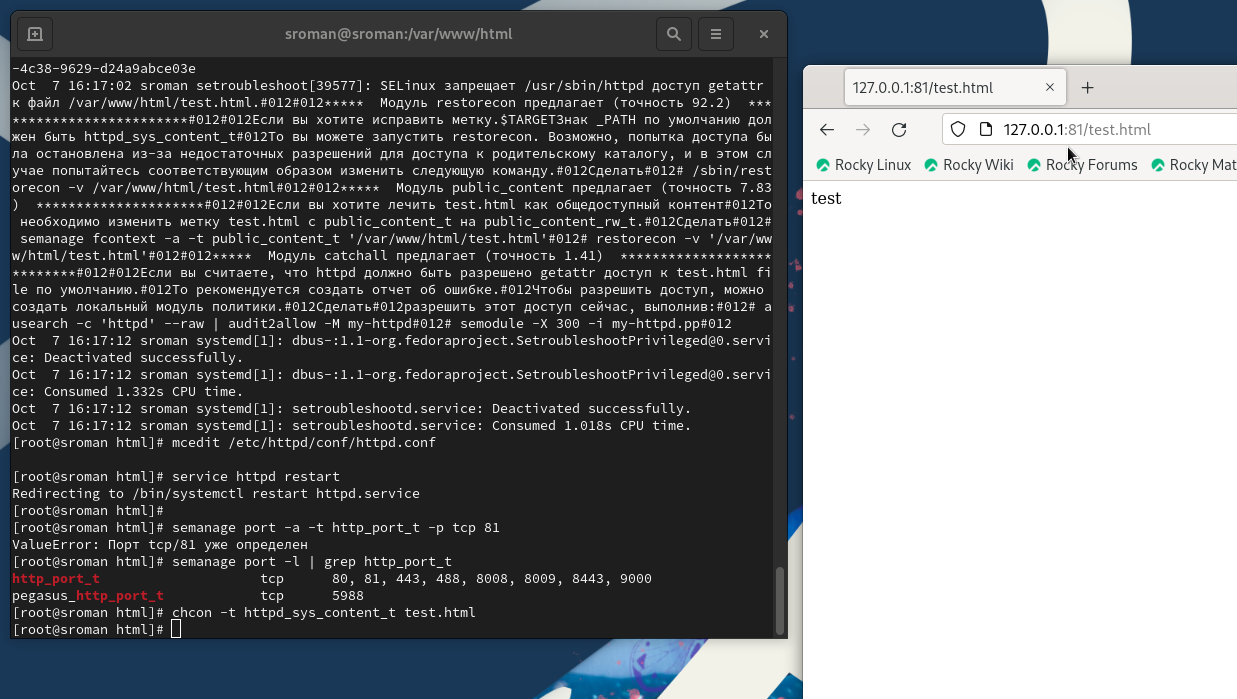 sroman@sroman:/var/www/html
-4c38-9629-d24a9abce03e
Oct  7 16:17:02 sroman setroubleshoot[39577]: SELinux запрещает /usr/sbin/httpd доступ getattr
к файл /var/www/html/test.html.#012#012*****  Модуль restorecon предлагает (точность 92.2)  ***
**********************#012#012Если вы хотите исправить метку.$TARGETЗнак _PATH по умолчанию дол
жен быть httpd_sys_content_t#012То вы можете запустить restorecon. Возможно, попытка доступа бы
ла остановлена из-за недостаточных разрешений для доступа к родительскому каталогу, и в этом сл
учае попытайтесь соответствующим образом изменить следующую команду.#012Сделать#012# /sbin/rest
orecon -v /var/www/html/test.html#012#012*****  Модуль public_content предлагает (точность 7.83
)  *********************#012#012Если вы хотите лечить test.html как общедоступный контент#012То
 необходимо изменить метку test.html с public_content_t на public_content_rw_t.#012Сделать#012#
 semanage fcontext -a -t public_content_t '/var/www/html/test.html'#012# restorecon -v '/var/ww
w/html/test.html'#012#012*****  Модуль catchall предлагает (точность 1.41)  *******************
********#012#012Если вы считаете, что httpd должно быть разрешено getattr доступ к test.html fi
le по умолчанию.#012То рекомендуется создать отчет об ошибке.#012Чтобы разрешить доступ, можно
создать локальный модуль политики.#012Сделать#012разрешить этот доступ сейчас, выполнив:#012# a
usearch -c 'httpd' --raw | audit2allow -M my-httpd#012# semodule -X 300 -i my-httpd.pp#012
Oct  7 16:17:12 sroman systemd[1]: dbus-:1.1-org.fedoraproject.SetroubleshootPrivileged@0.servi
ce: Deactivated successfully.
Oct  7 16:17:12 sroman systemd[1]: dbus-:1.1-org.fedoraproject.SetroubleshootPrivileged@0.servi
ce: Consumed 1.332s CPU time.
Oct  7 16:17:12 sroman systemd[1]: setroubleshootd.service: Deactivated successfully.
Oct  7 16:17:12 sroman systemd[1]: setroubleshootd.service: Consumed 1.018s CPU time.
[root@sroman html]# mcedit /etc/httpd/conf/httpd.conf
[root@sroman html]# service httpd restart
Redirecting to /bin/systemctl restart httpd.service
[root@sroman html]#
[root@sroman html]# semanage port -a -t http_port_t -p tcp 81
ValueError: Порт tcp/81 уже определен
[root@sroman html]# semanage port -l | grep http_port_t
http_port_t                    tcp      80, 81, 443, 488, 8008, 8009, 8443, 9000
pegasus_http_port_t            tcp      5988
[root@sroman html]# chcon -t httpd_sys_content_t test.html
[root@sroman html]#
127.0.0.1:81/test.html
127.0.0.1:81/test.html
Rocky Linux Rocky Wiki Rocky Forums Rocky Mat
test